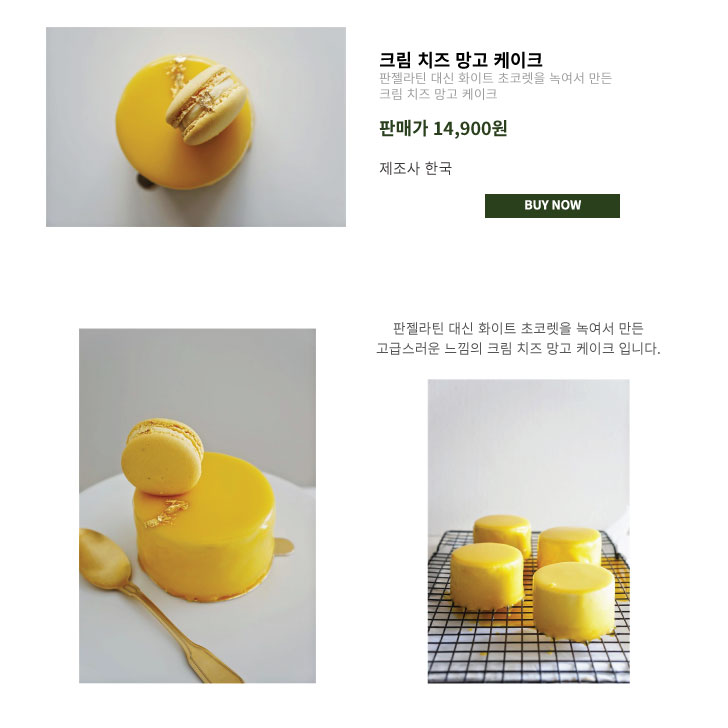 크림 치즈 망고 케이크
판젤라틴 대신 화이트 초코렛을 녹여서 만든
크림 치즈 망고 케이크
판매가 14,900원
제조사 한국
BUY NOW
판젤라틴 대신 화이트 초코렛을 녹여서 만든
고급스러운 느낌의 크림 치즈 망고 케이크 입니다.